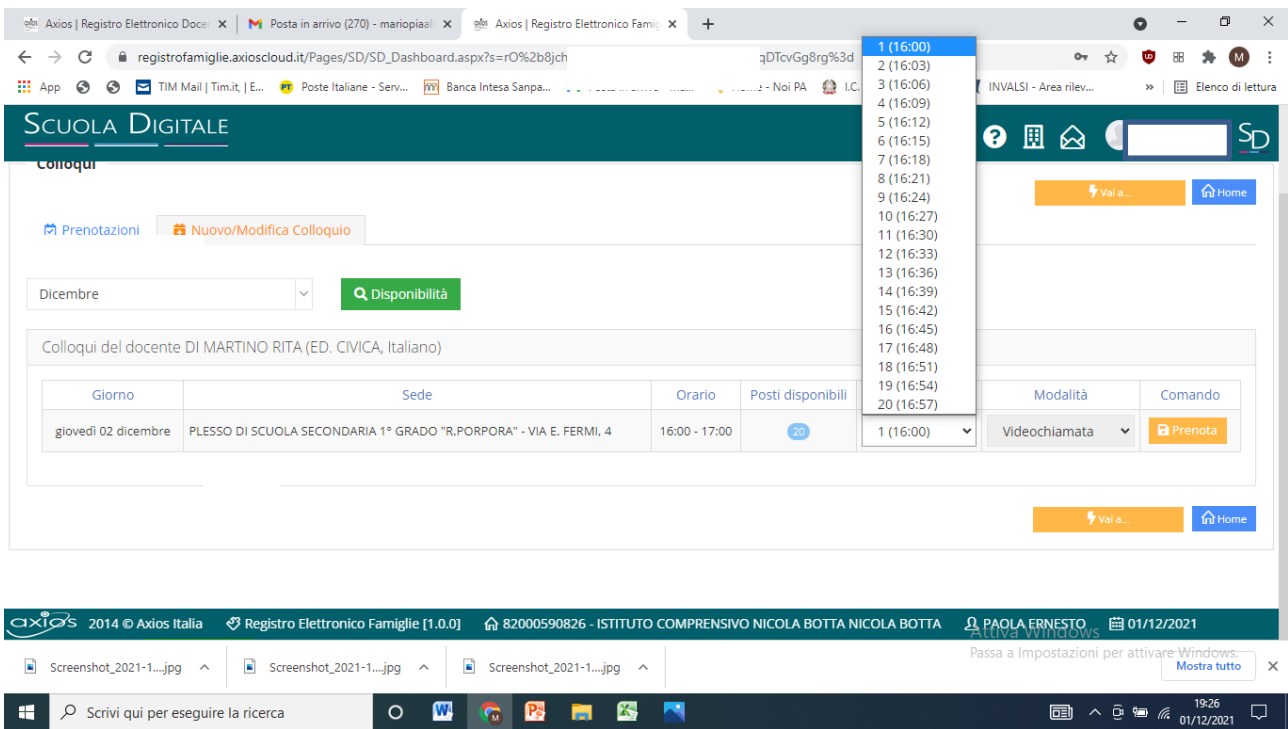 Axios | Registro Elettronico Docen
Posta in arrivo (270) - mariopiaal
Axios | Registro Elettronico Famig
registrofamiglie.axioscloud.it/Pages/SD/SD_Dashboard.aspx?s=rO%2b8jch
qDTcvGg8rg%3d
M
App
TIM Mail | Tim.it, | E...
Poste Italiane - Serv...
Banca Intesa Sanpa...
- Noi PA
I.C.
INVALSI - Area rilev...
»
Elenco di lettura
SCUOLA DIGITALE
SD
Colloqui
Vai a...
Home
Prenotazioni
Nuovo/Modifica Colloquio
Dicembre
Disponibilità
1 (16:00)
2 (16:03)
3 (16:06)
4 (16:09)
5 (16:12)
6 (16:15)
7 (16:18)
8 (16:21)
9 (16:24)
10 (16:27)
11 (16:30)
12 (16:33)
13 (16:36)
14 (16:39)
15 (16:42)
16 (16:45)
17 (16:48)
18 (16:51)
19 (16:54)
20 (16:57)
Colloqui del docente DI MARTINO RITA (ED. CIVICA, Italiano)
Giorno Sede Orario Posti disponibili Modalità Comando
giovedì 02 dicembre PLESSO DI SCUOLA SECONDARIA 1° GRADO "R.PORPORA" - VIA E. FERMI, 4 16:00 - 17:00 20 1 (16:00) Videochiamata Prenota
Vai a...
Home
axios 2014 © Axios Italia Registro Elettronico Famiglie [1.0.0] 82000590826 - ISTITUTO COMPRENSIVO NICOLA BOTTA NICOLA BOTTA PAOLA ERNESTO 01/12/2021
Attiva Windows
Passa a Impostazioni per attivare Windows.
Screenshot_2021-1....jpg
Screenshot_2021-1....jpg
Screenshot_2021-1....jpg
Mostra tutto
Scrivi qui per eseguire la ricerca
19:26
01/12/2021